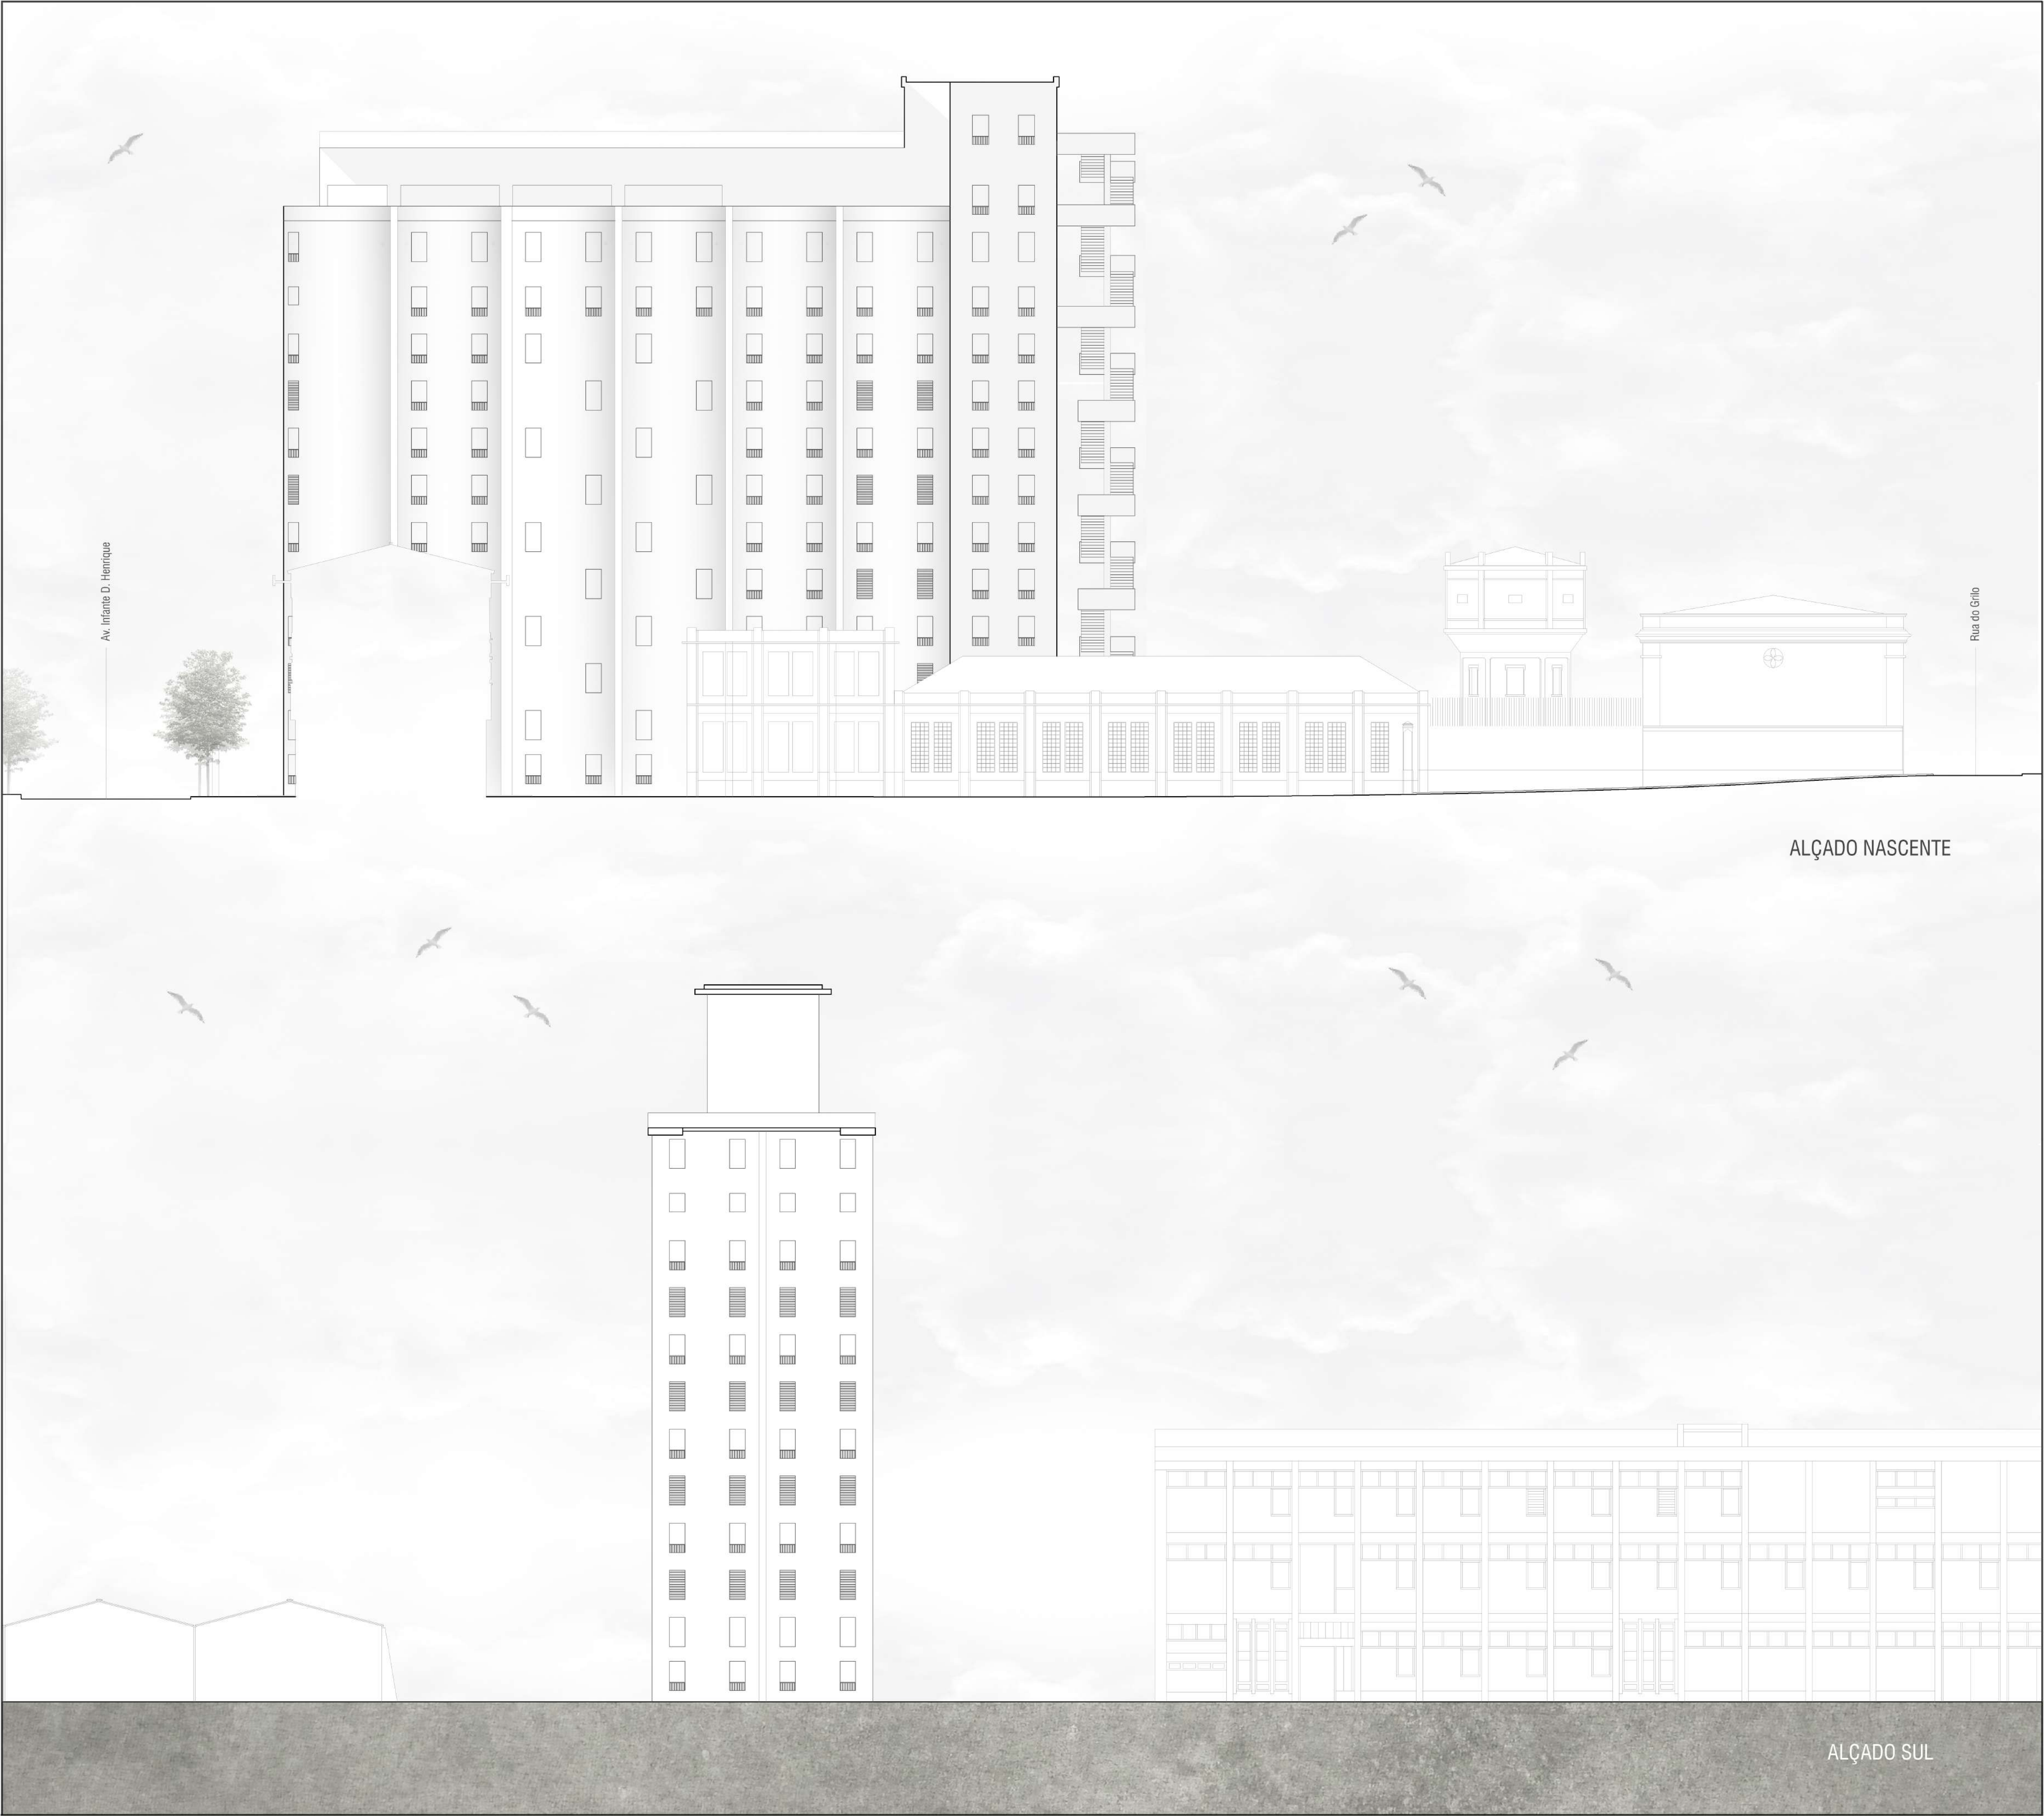 Av. Infante D. Henrique
Rua do Grilo
ALÇADO NASCENTE
ALÇADO SUL